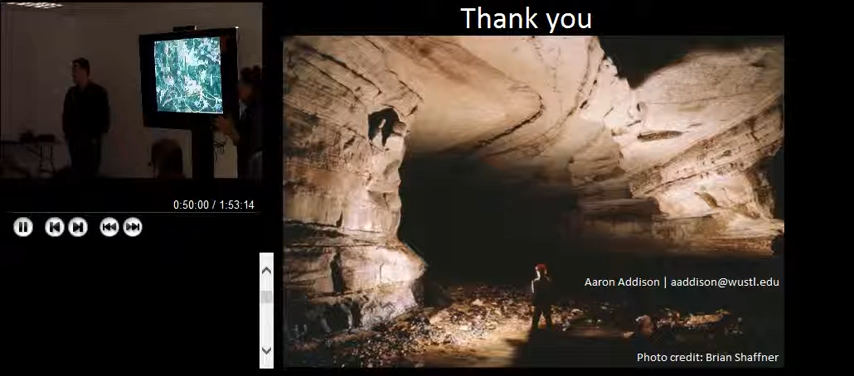 Thank you
0:50:00 / 1:53:14
Aaron Addison | aaddison@wustl.edu
Photo credit: Brian Shaffner